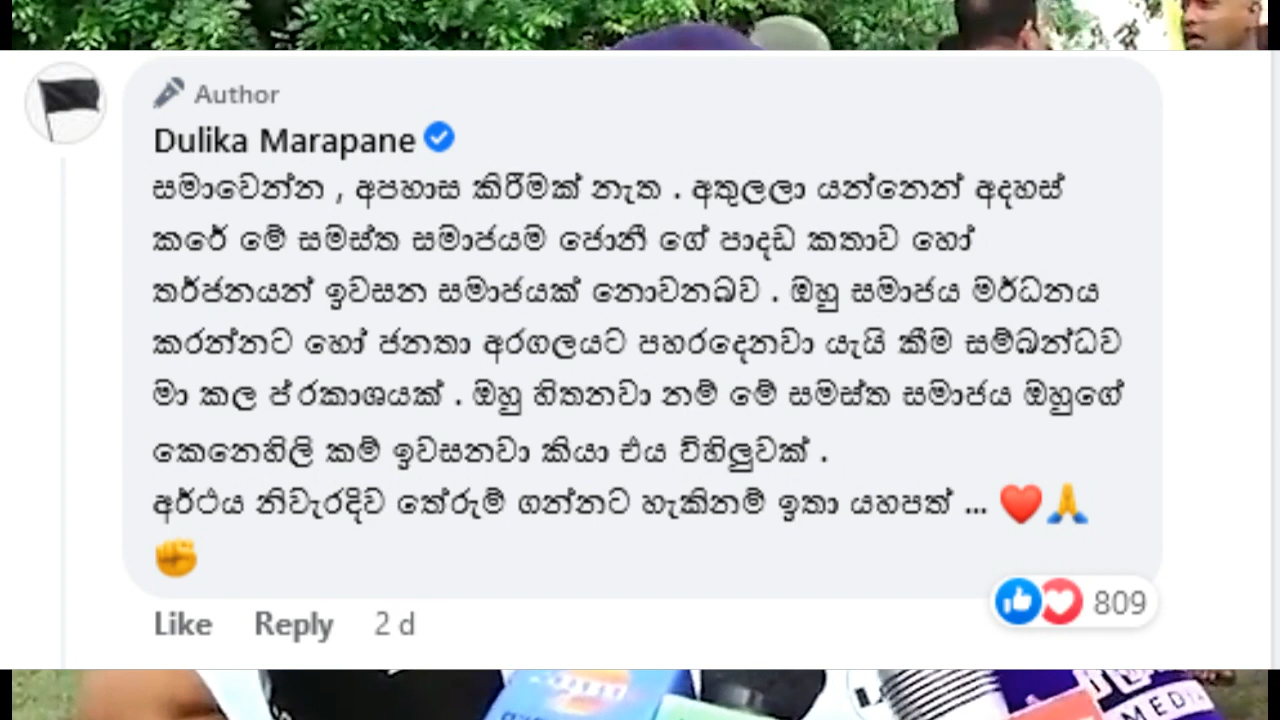 Author
Dulika Marapane
සමාවෙන්න , අපහාස කිරීමක් නැත . අතුලලා යන්නෙන් අදහස්
කරේ මේ සමස්ත සමාජයම ජොනී ගේ පාදඩ කතාව හෝ
තර්ජනයන් ඉවසන සමාජයක් නොවනබව . ඔහු සමාජය මර්ධනය
කරන්නට හෝ ජනතා අරගලයට පහරදෙනවා යැයි කීම සම්බන්ධව
මා කල ප්රකාශයක් . ඔහු හිතනවා නම් මේ සමස්ත සමාජය ඔහුගේ
කෙනෙහිලි කම් ඉවසනවා කියා එය විහිලුවක් .
අර්ථය නිවැරදිව තේරුම් ගන්නට හැකිනම් ඉතා යහපත් ... ❤️🙏
✊
Like Reply 2 d 809
MEDIA